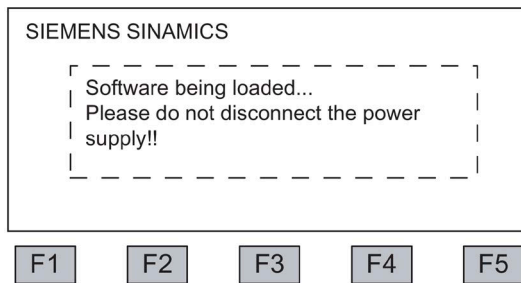 SIEMENS SINAMICS
Software being loaded...
Please do not disconnect the power
supply!!
F1 F2 F3 F4 F5